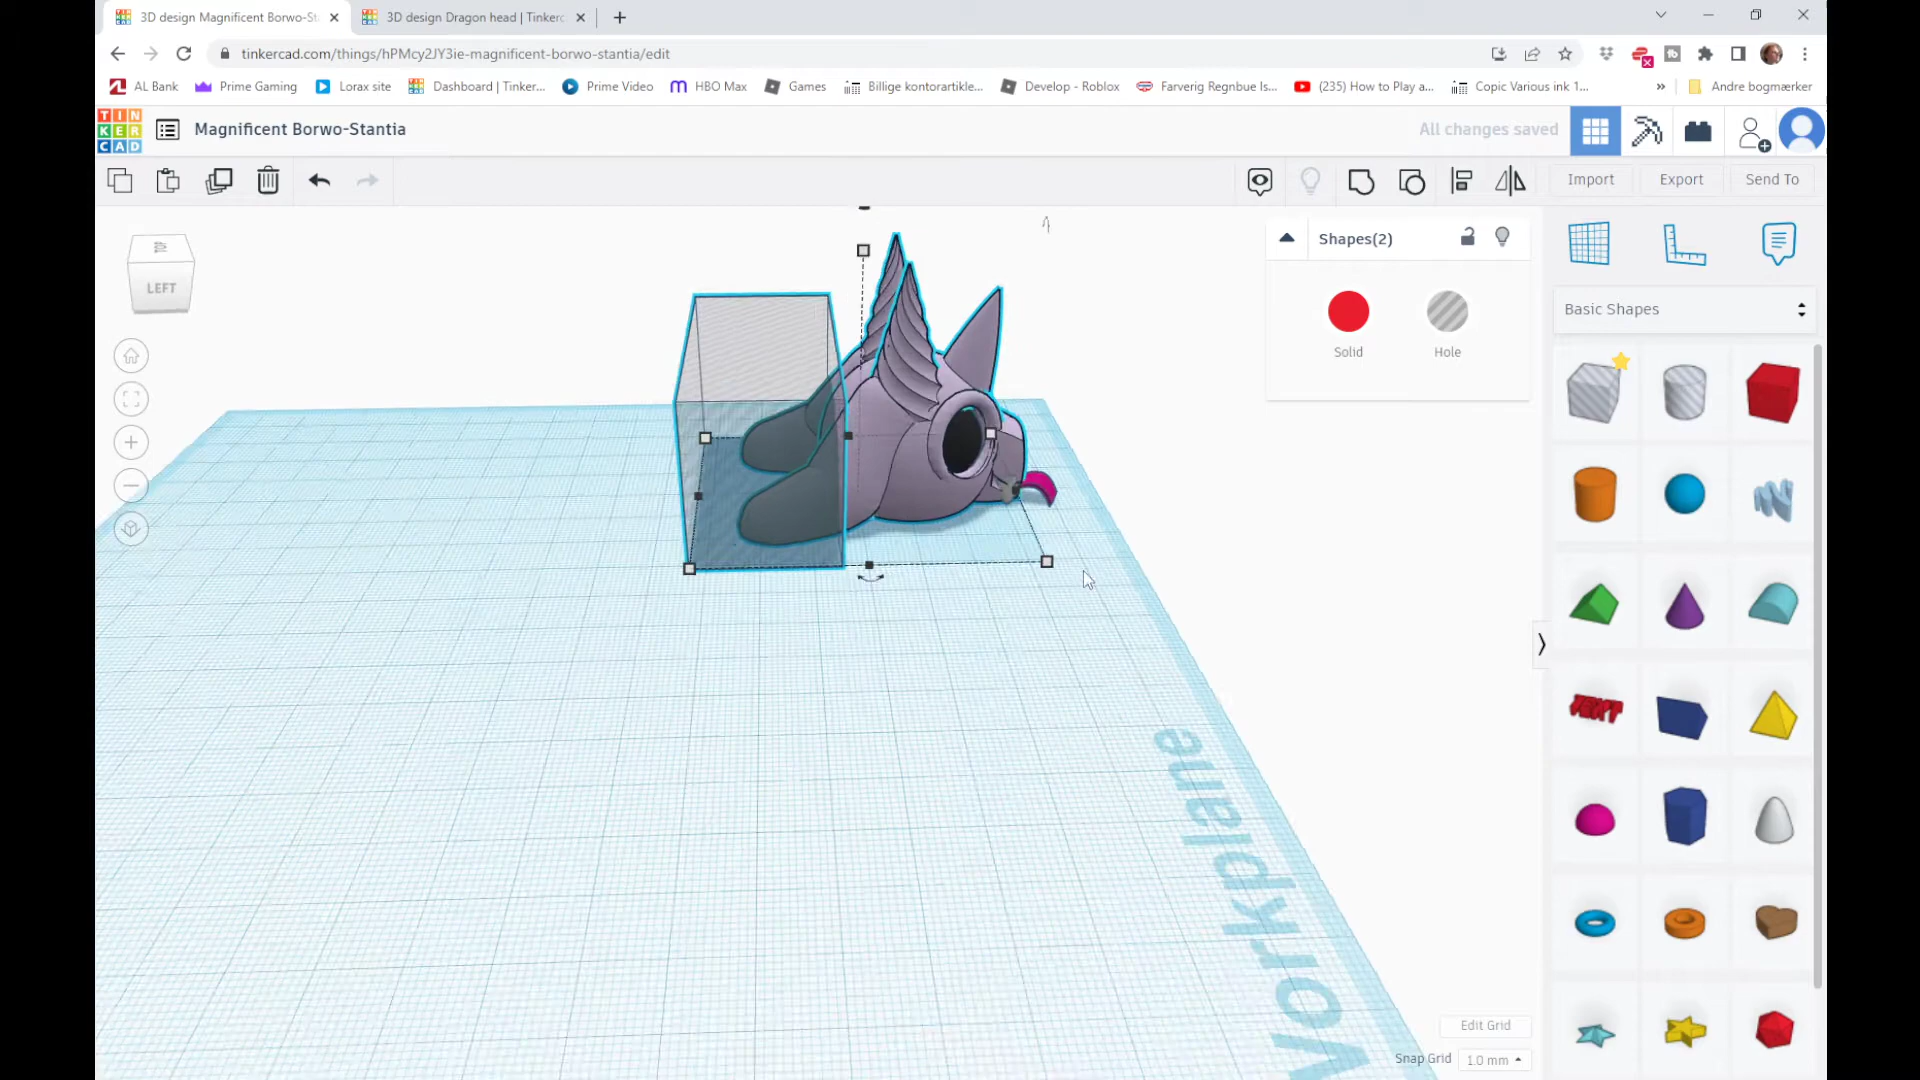 3D design Magnificent Borwo-St
3D design Dragon head | Tinkerc
tinkercad.com/things/hPMcy2JY3ie-magnificent-borwo-stantia/edit
AL Bank
Prime Gaming
Lorax site
Dashboard | Tinker...
Prime Video
HBO Max
Games
Billige kontorartikle...
Develop - Roblox
Farverig Regnbue Is...
(235) How to Play a...
Copic Various ink 1...
»
Andre bogmærker
TIN
KER
CAD
Magnificent Borwo-Stantia
All changes saved
Import
Export
Send To
LEFT
Shapes(2)
Solid
Hole
Basic Shapes
TEXT
Workplane
Edit Grid
Snap Grid
1.0 mm